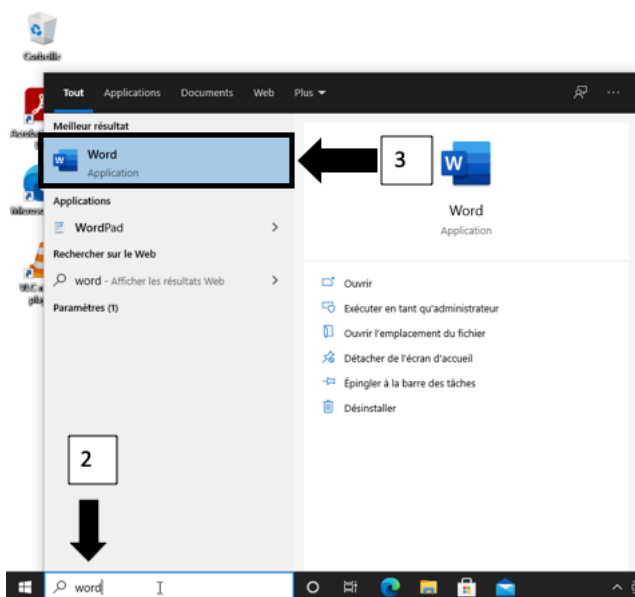 Corbeille
Tout Applications Documents Web Plus
Meilleur résultat
Word
Application
3
W
W
Word
Application
Applications
WordPad
Rechercher sur le Web
word - Afficher les résultats Web
Paramètres (1)
Ouvrir
Exécuter en tant qu'administrateur
Ouvrir l'emplacement du fichier
Détacher de l'écran d'accueil
Épingler à la barre des tâches
Désinstaller
2
word